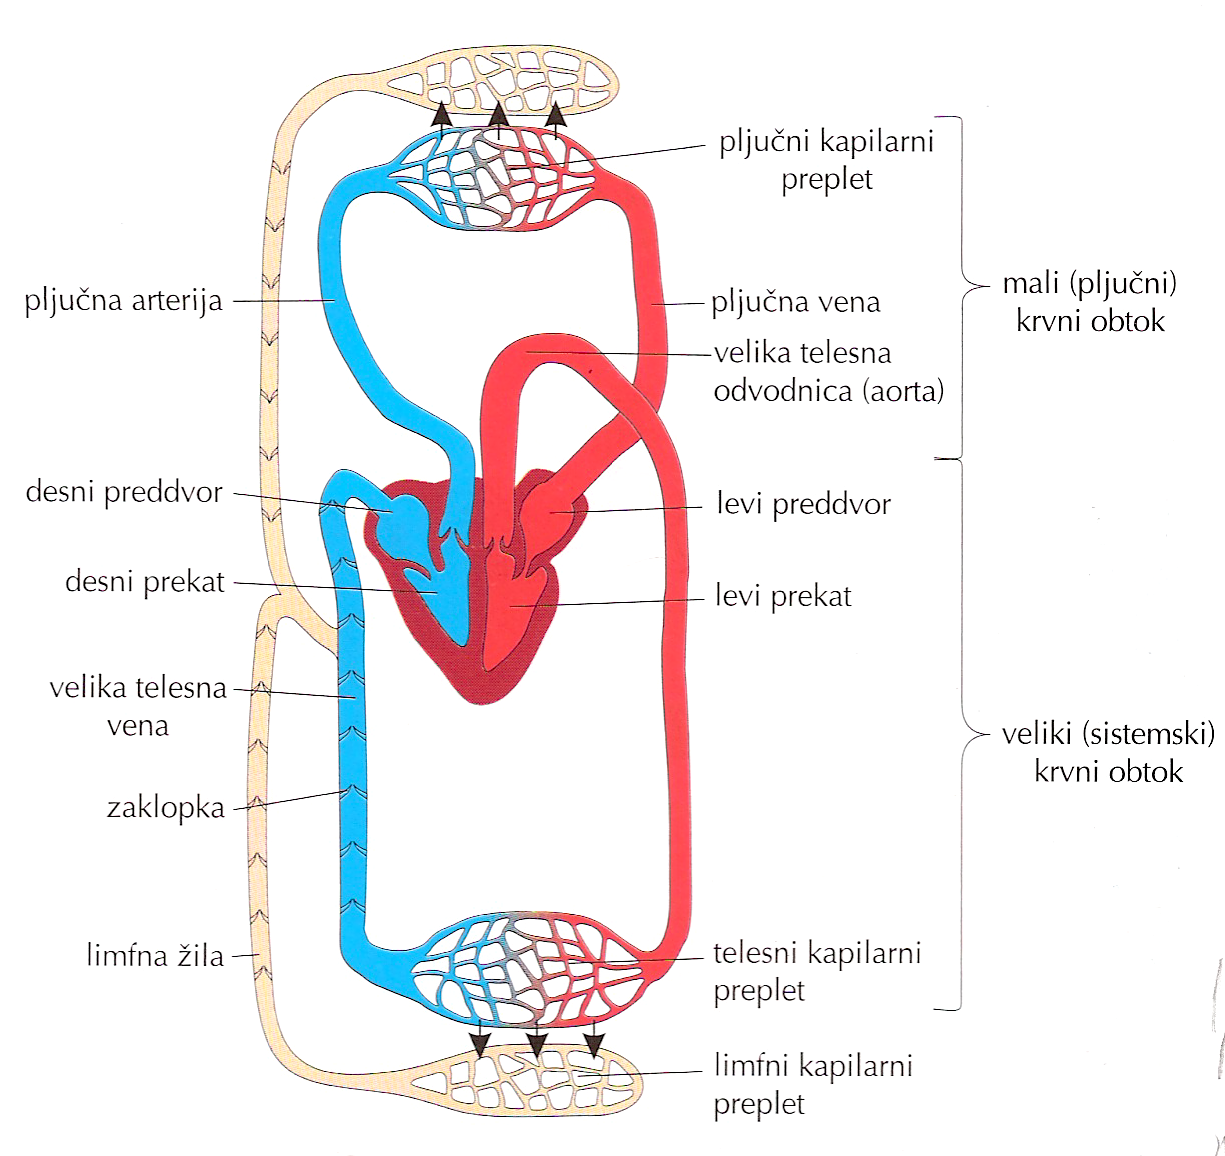 pljučni kapilarni
preplet
mali (pljučni)
krvni obtok
pljučna arterija
pljučna vena
velika telesna
odvodnica (aorta)
desni preddvor
levi preddvor
desni prekat
levi prekat
velika telesna
vena
veliki (sistemski)
krvni obtok
zaklopka
limfna žila
telesni kapilarni
preplet
limfni kapilarni
preplet